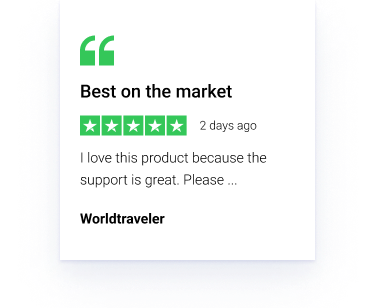 Best on the market
2 days ago
I love this product because the
support is great. Please ...
Worldtraveler